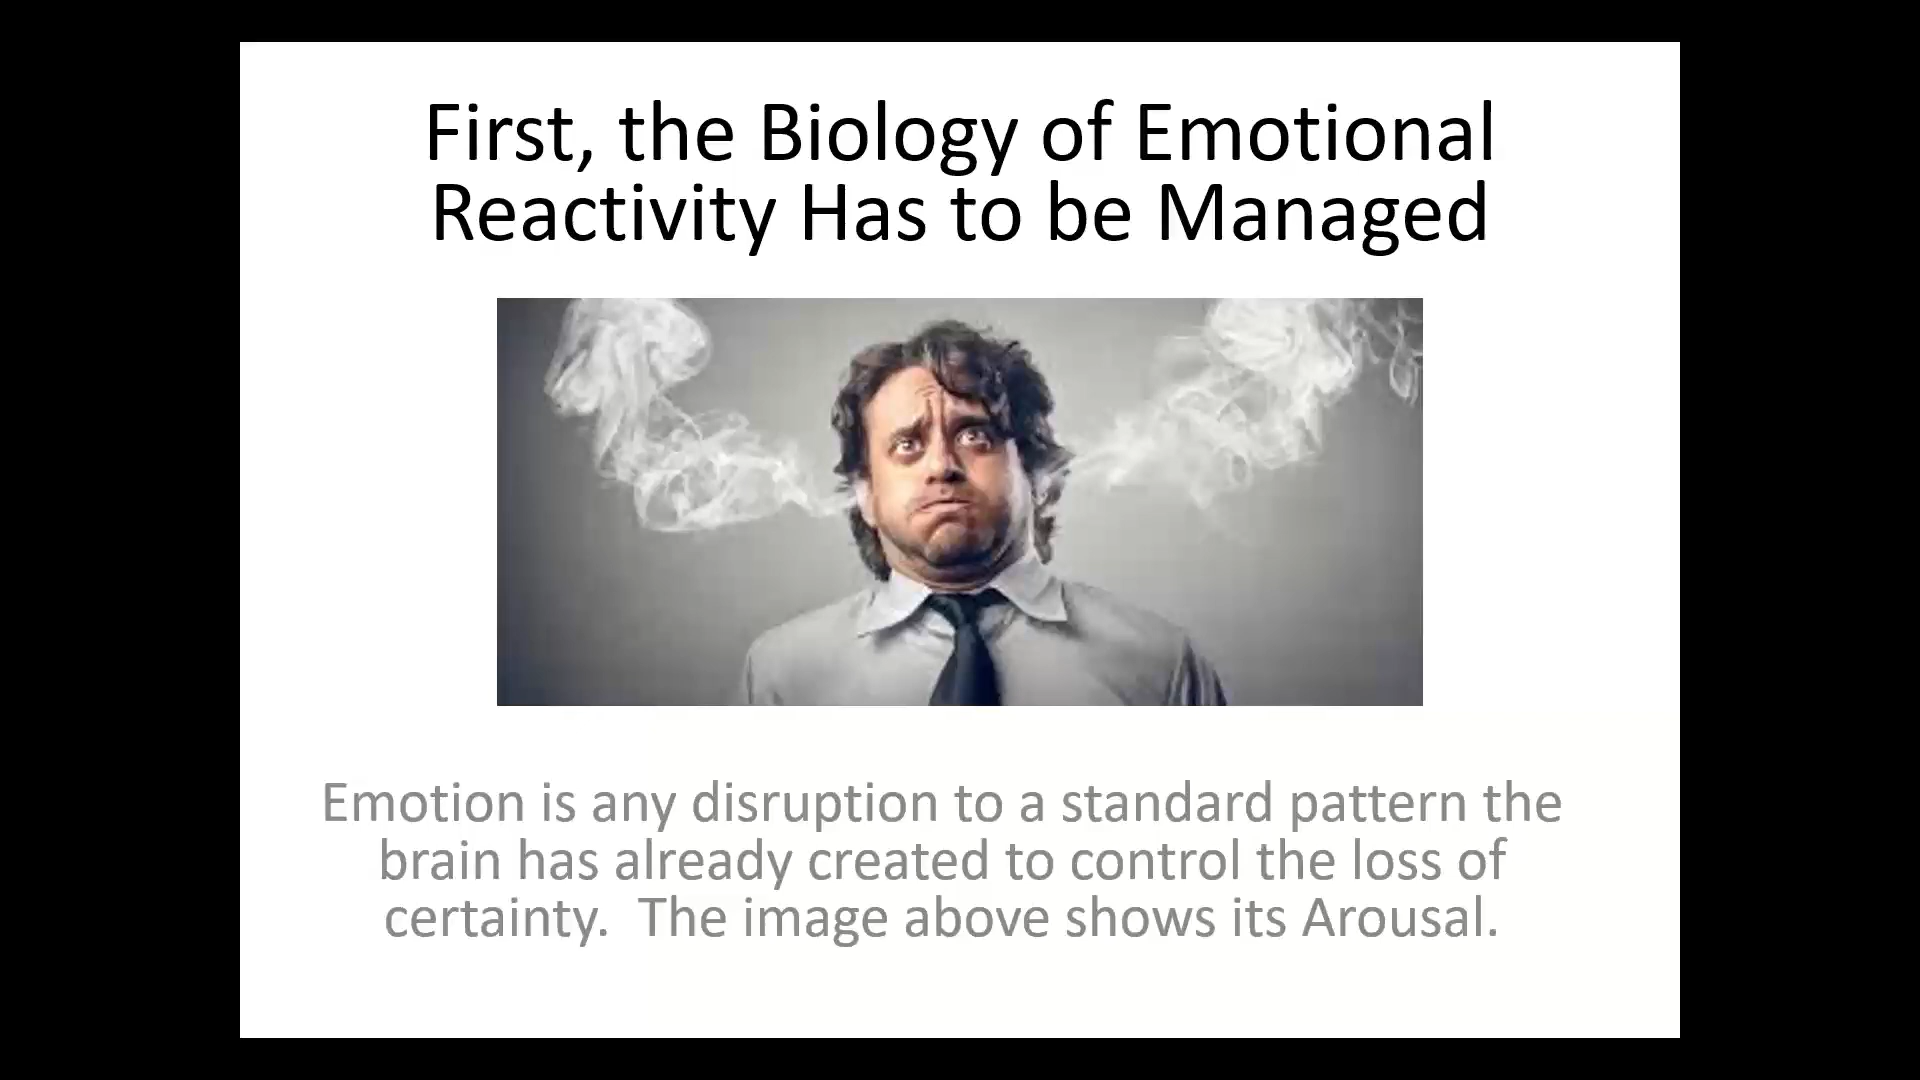 First, the Biology of Emotional
Reactivity Has to be Managed
Emotion is any disruption to a standard pattern the
brain has already created to control the loss of
certainty.  The image above shows its Arousal.